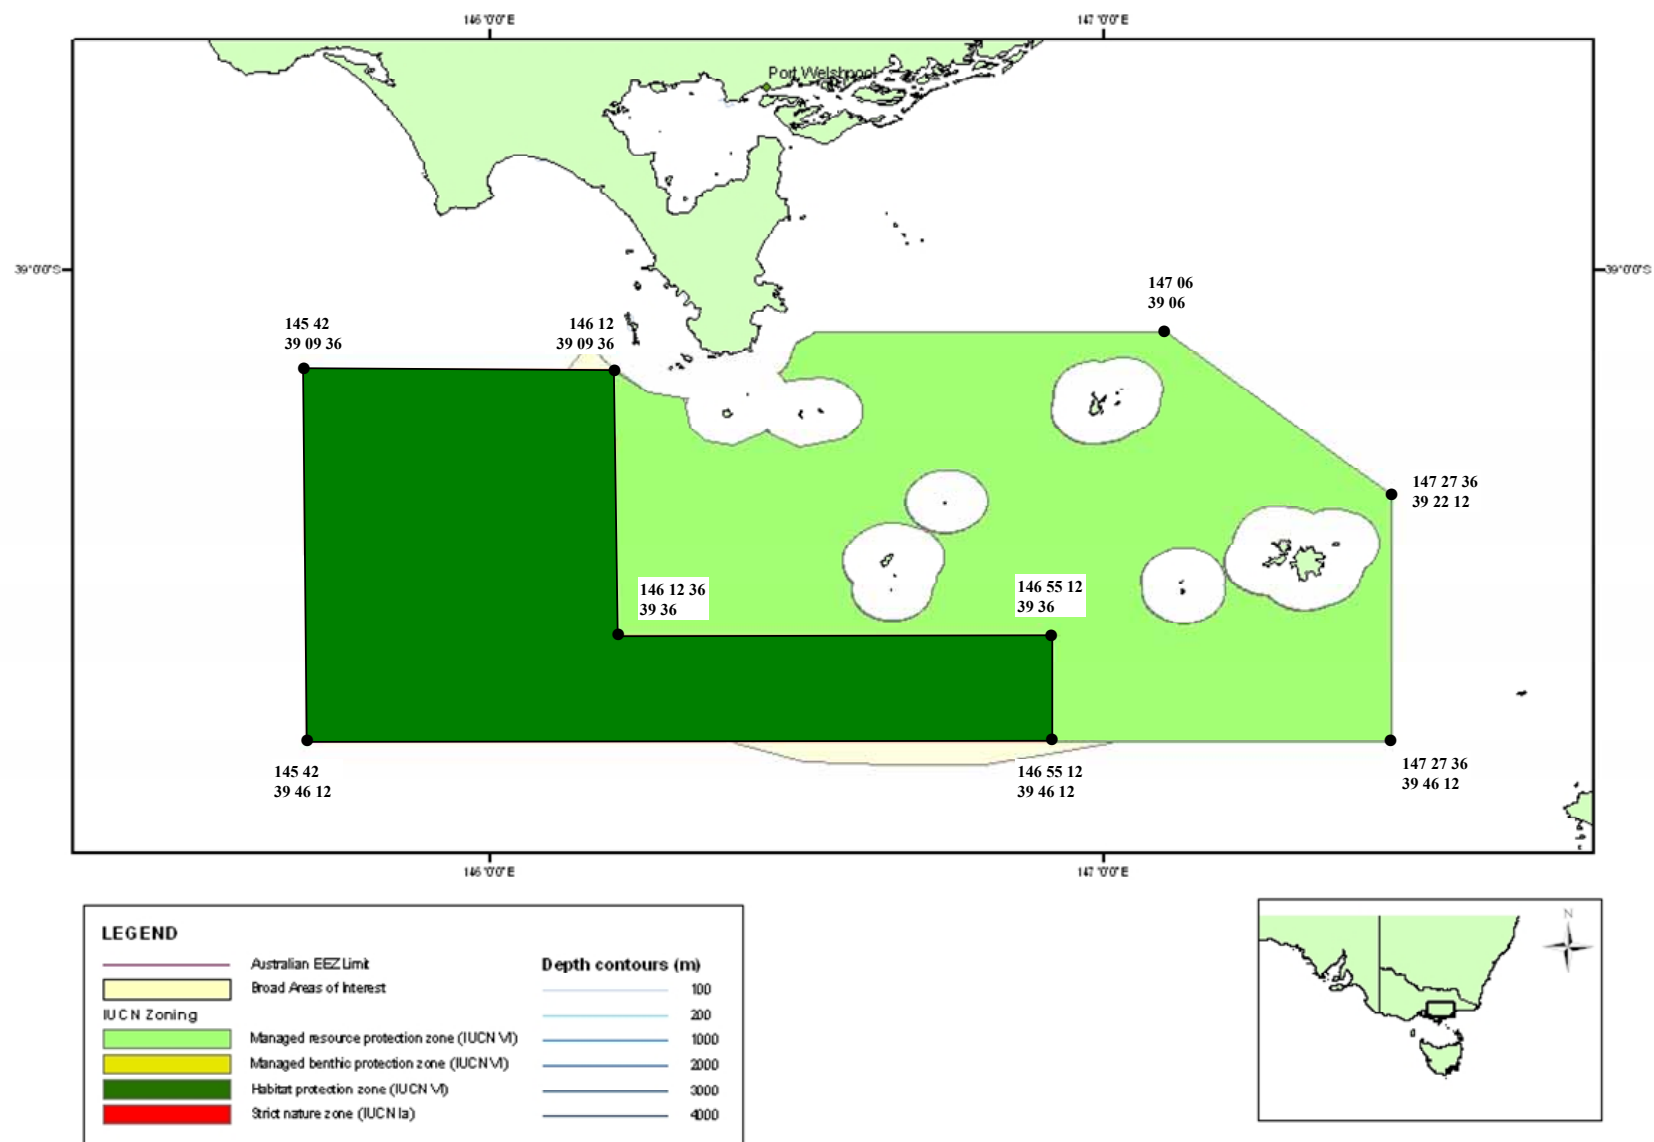 146°0'0"E
147°0'0"E
Port Welshpool
39°0'0"S
39°0'0"S
147 06
39 06
145 42
39 09 36
146 12
39 09 36
147 27 36
39 22 12
146 12 36
39 36
146 55 12
39 36
145 42
39 46 12
146 55 12
39 46 12
147 27 36
39 46 12
146°0'0"E
147°0'0"E
LEGEND
Australian EEZ Limit
Broad Areas of Interest
IUCN Zoning
Managed resource protection zone (IUCN VI)
Managed benthic protection zone (IUCN VI)
Habitat protection zone (IUCN VI)
Strict nature zone (IUCN Ia)
Depth contours (m)
100
200
1000
2000
3000
4000
N